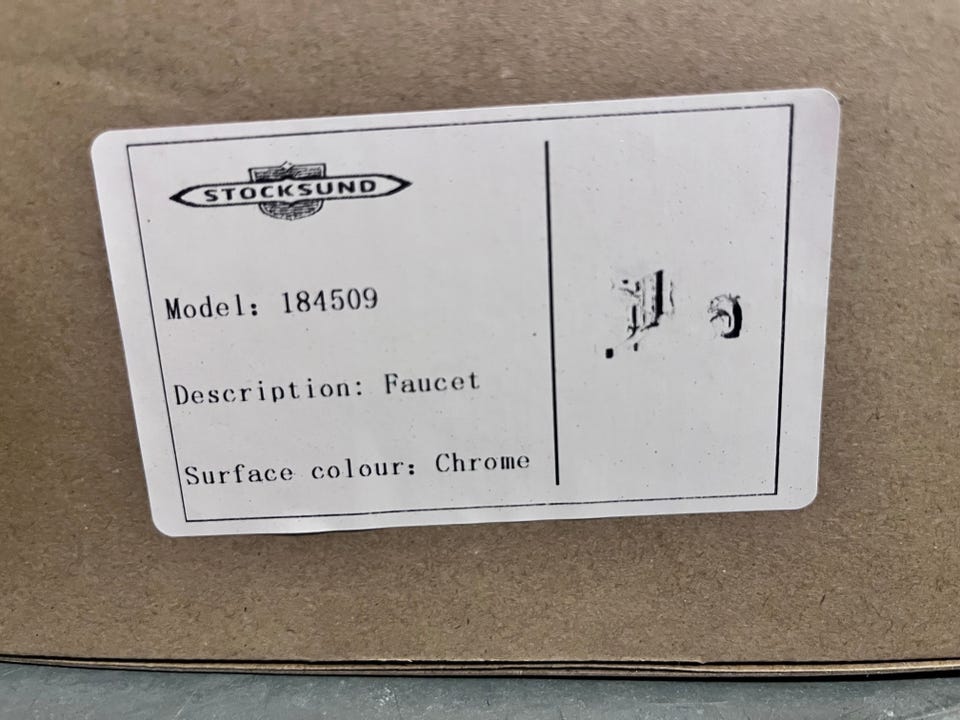 STOCKSUND
Model: 184509
Description: Faucet
Surface colour: Chrome